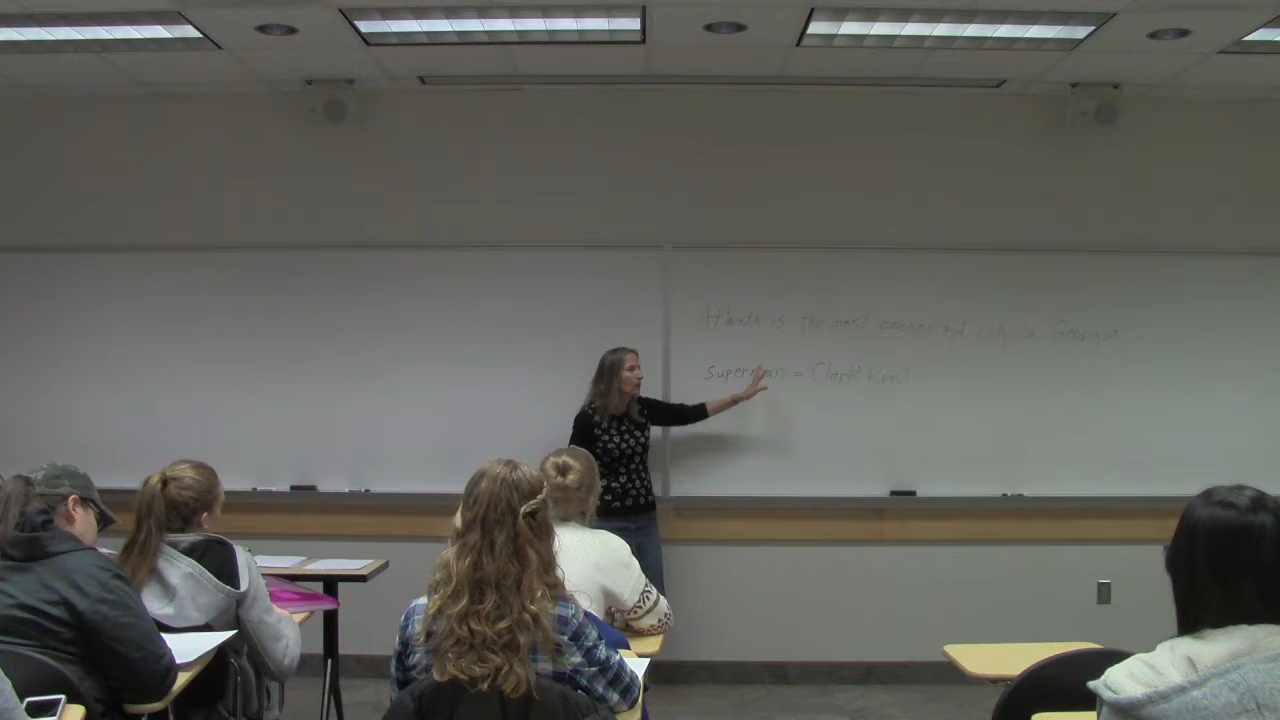 Atlanta is the most congested city in Georgia
Superman = Clark Kent